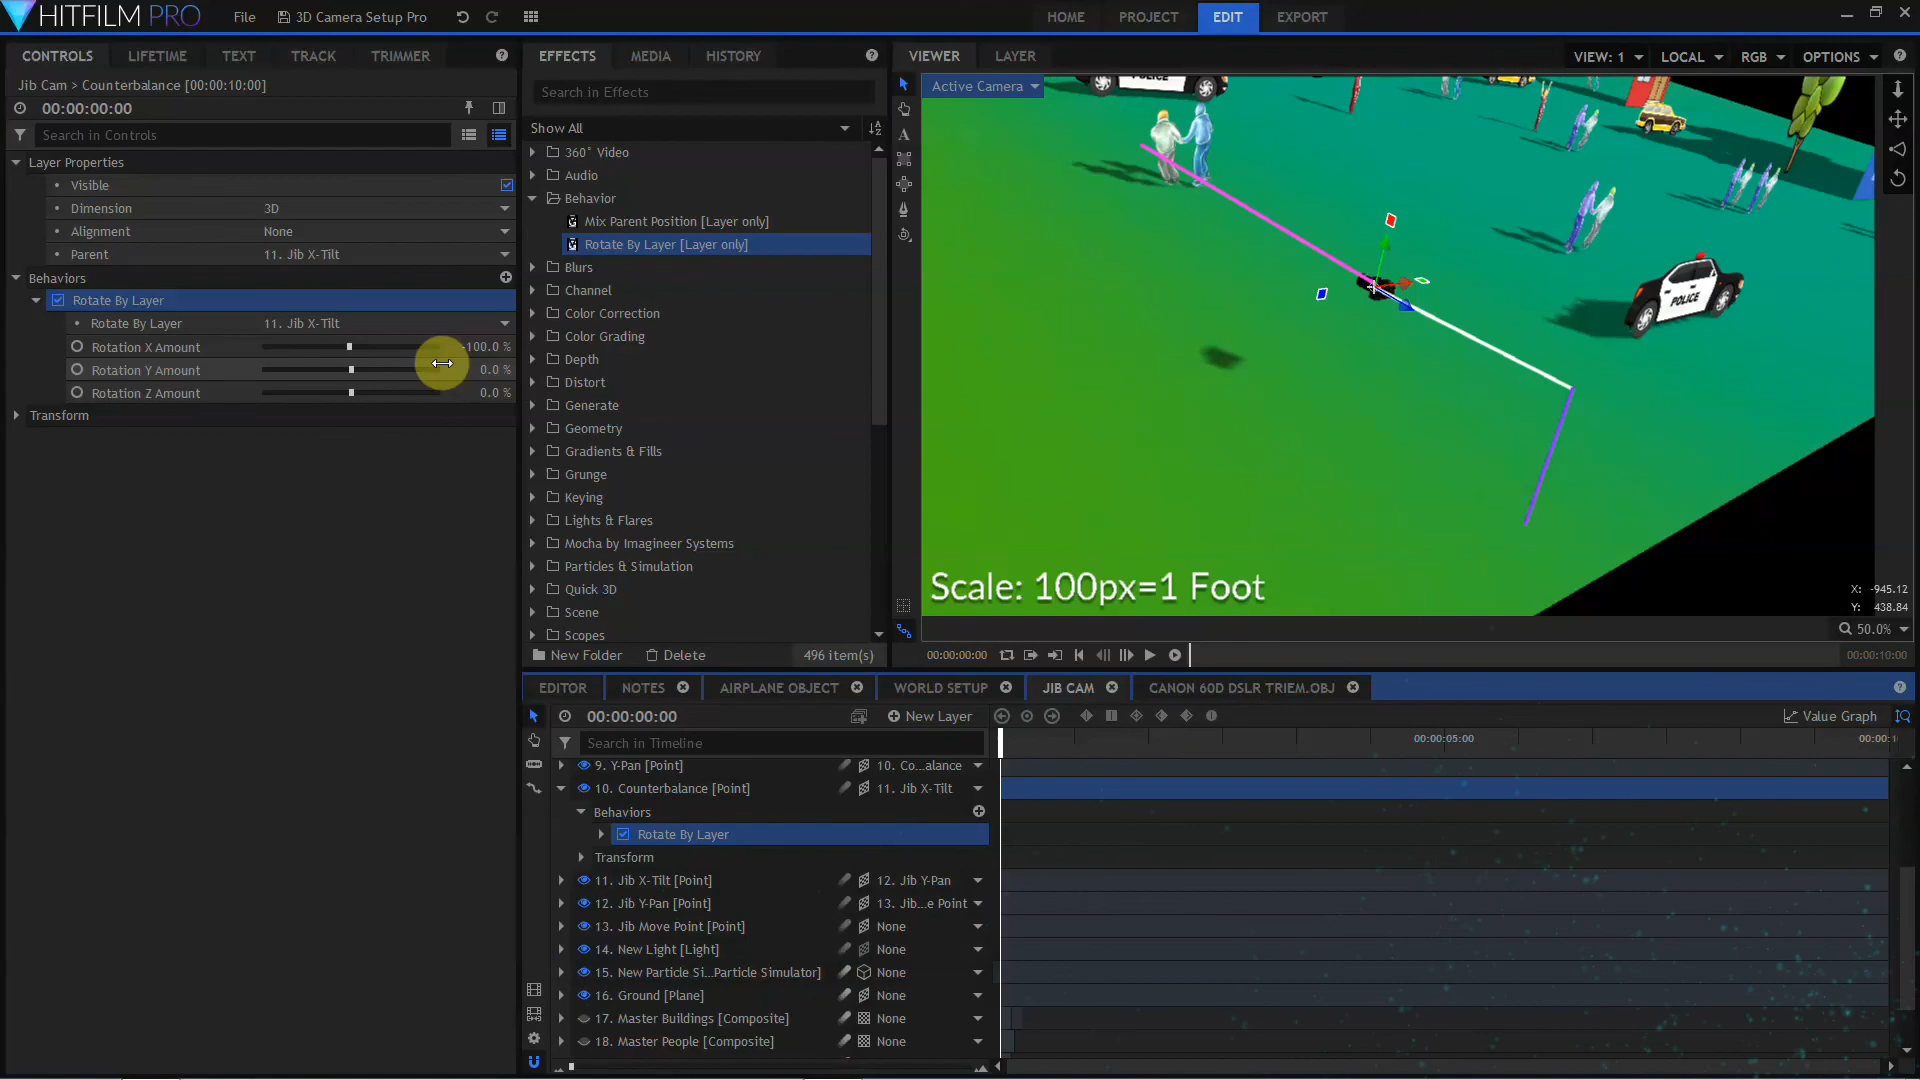 HITFILM PRO
File
3D Camera Setup Pro
HOME
PROJECT
EDIT
EXPORT
CONTROLS
LIFETIME
TEXT
TRACK
TRIMMER
Jib Cam > Counterbalance [00:00:10:00]
00:00:00:00
Search in Controls
Layer Properties
Visible
Dimension 3D
Alignment None
Parent 11. Jib X-Tilt
Behaviors
Rotate By Layer
Rotate By Layer 11. Jib X-Tilt
Rotation X Amount -100.0 %
Rotation Y Amount 0.0 %
Rotation Z Amount 0.0 %
Transform
EFFECTS
MEDIA
HISTORY
Search in Effects
Show All
360° Video
Audio
Behavior
Mix Parent Position [Layer only]
Rotate By Layer [Layer only]
Blurs
Channel
Color Correction
Color Grading
Depth
Distort
Generate
Geometry
Gradients & Fills
Grunge
Keying
Lights & Flares
Mocha by Imagineer Systems
Particles & Simulation
Quick 3D
Scene
Scopes
New Folder
Delete
496 item(s)
VIEWER
LAYER
VIEW: 1
LOCAL
RGB
OPTIONS
Active Camera
POLICE
POLICE
Scale: 100px=1 Foot
X: -945.12
Y: 438.84
50.0%
00:00:00:00
00:00:10:00
EDITOR
NOTES
AIRPLANE OBJECT
WORLD SETUP
JIB CAM
CANON 60D DSLR TRIEM.OBJ
00:00:00:00
New Layer
Value Graph
Search in Timeline
00:00:05:00
9. Y-Pan [Point] 10. Co...alance
10. Counterbalance [Point] 11. Jib X-Tilt
Behaviors
Rotate By Layer
Transform
11. Jib X-Tilt [Point] 12. Jib Y-Pan
12. Jib Y-Pan [Point] 13. Jib...e Point
13. Jib Move Point [Point] None
14. New Light [Light] None
15. New Particle Si...Particle Simulator] None
16. Ground [Plane] None
17. Master Buildings [Composite] None
18. Master People [Composite] None